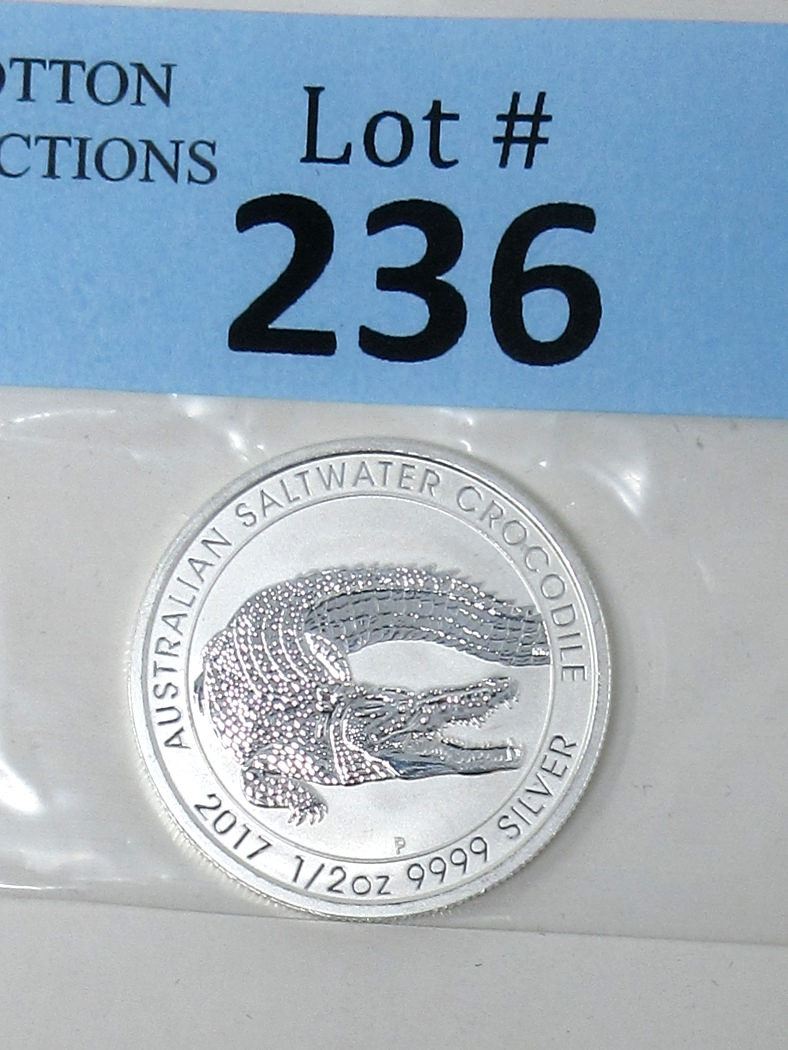 OTTON
CTIONS
Lot #
236
AUSTRALIAN SALTWATER CROCODILE
P
2017 1/2oz 9999 SILVER